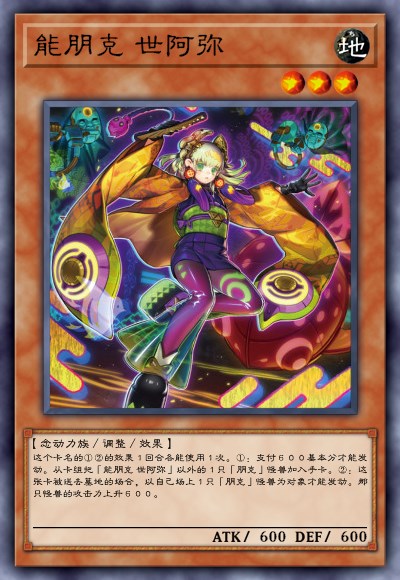 能朋克 世阿弥
地
【念动力族／调整／效果】
这个卡名的①②的效果1回合各能使用1次。①：支付600基本分才能发
动。从卡组把「能朋克 世阿弥」以外的1只「朋克」怪兽加入手卡。②：这
张卡被送去墓地的场合，以自己场上1只「朋克」怪兽为对象才能发动。那
只怪兽的攻击力上升600。
ATK/ 600 DEF/ 600